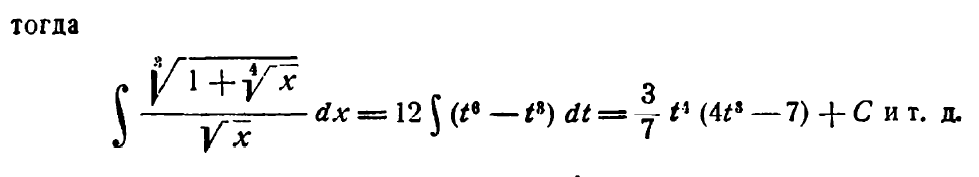 тогда
∫ ∛(1 + ∜x) / √x dx = 12 ∫ (t⁶ — t³) dt = 3/7 t⁴ (4t³ — 7) + C и т. д.